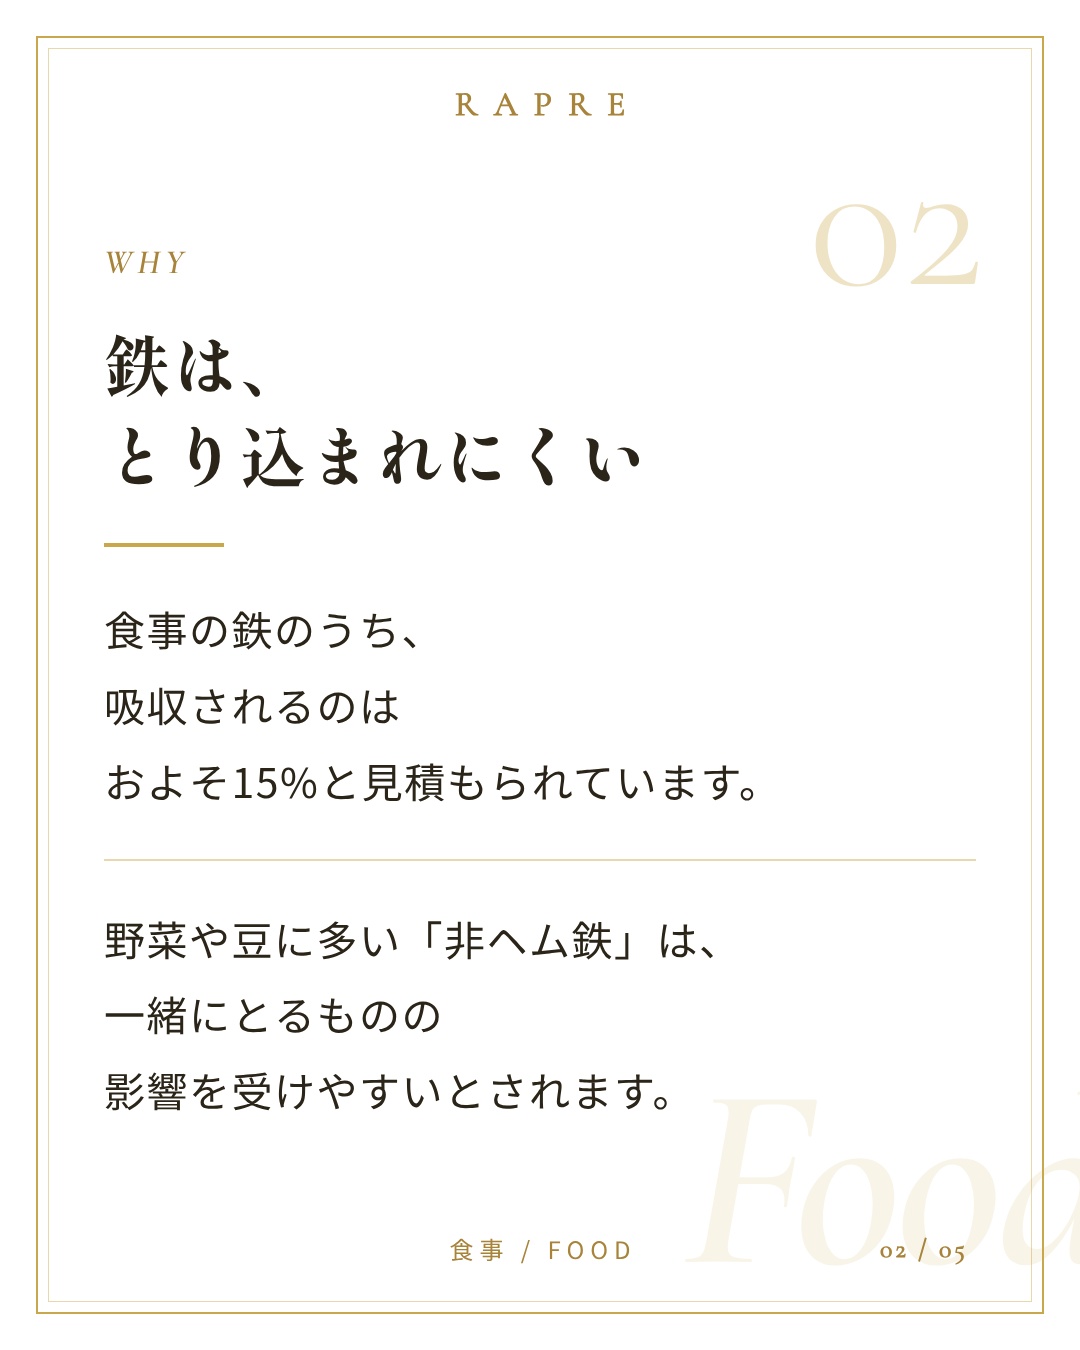 RAPRE
02
WHY
鉄は、
とり込まれにくい
食事の鉄のうち、
吸収されるのは
およそ15%と見積もられています。
野菜や豆に多い「非ヘム鉄」は、
一緒にとるものの
影響を受けやすいとされます。
Food
食事 / FOOD
02 / 05